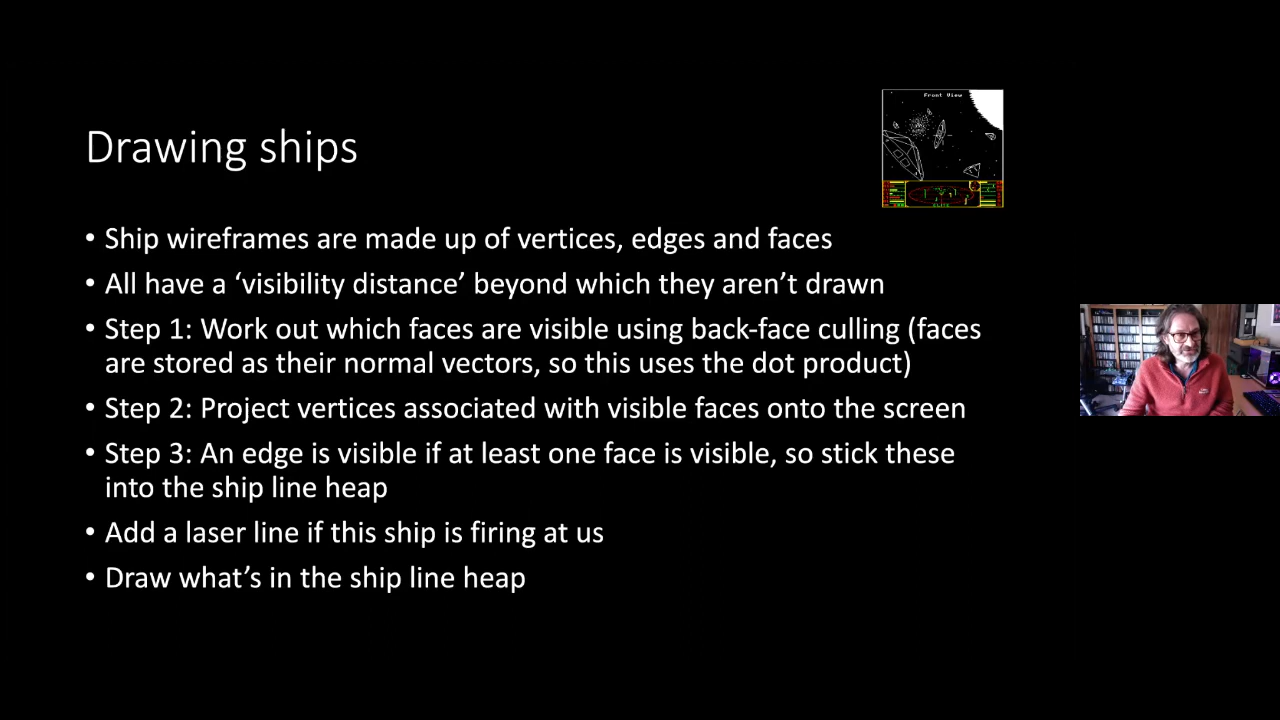 Front View
Drawing ships
ELITE
• Ship wireframes are made up of vertices, edges and faces
• All have a ‘visibility distance’ beyond which they aren’t drawn
• Step 1: Work out which faces are visible using back-face culling (faces
are stored as their normal vectors, so this uses the dot product)
• Step 2: Project vertices associated with visible faces onto the screen
• Step 3: An edge is visible if at least one face is visible, so stick these
into the ship line heap
• Add a laser line if this ship is firing at us
• Draw what’s in the ship line heap